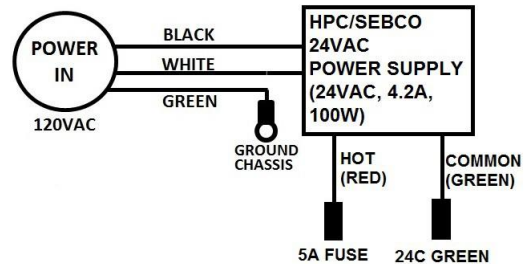 POWER
IN
120VAC
BLACK
WHITE
GREEN
GROUND
CHASSIS
HPC/SEBCO
24VAC
POWER SUPPLY
(24VAC, 4.2A,
100W)
HOT
(RED)
COMMON
(GREEN)
5A FUSE
24C GREEN